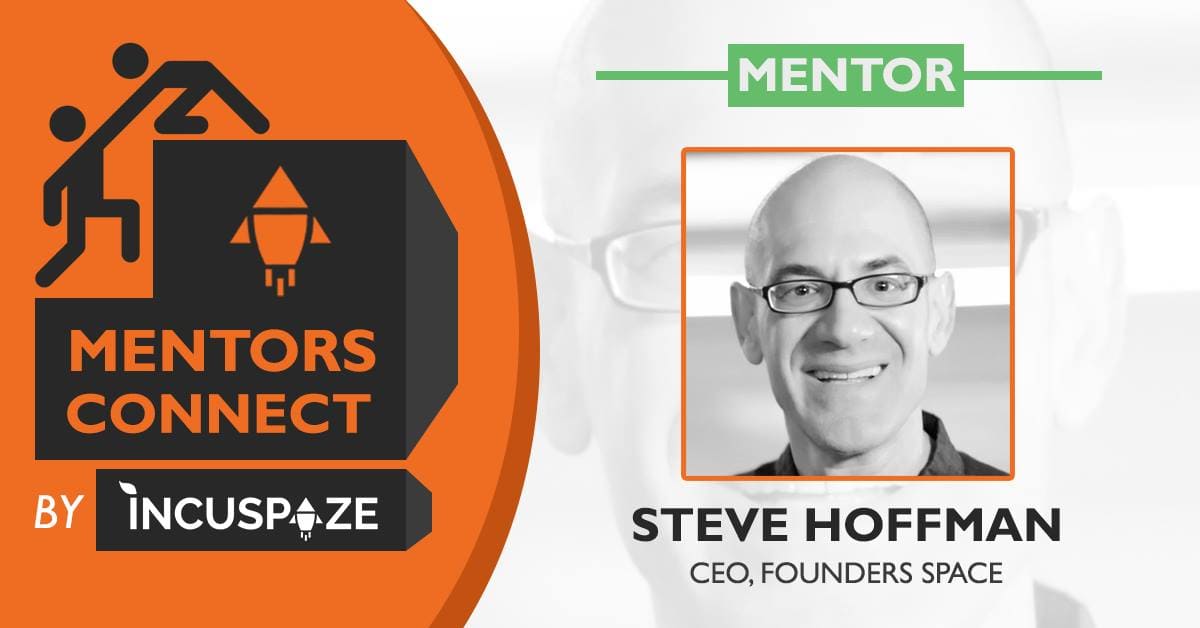 MENTORS
CONNECT
BY INCUSPAZE
MENTOR
STEVE HOFFMAN
CEO, FOUNDERS SPACE